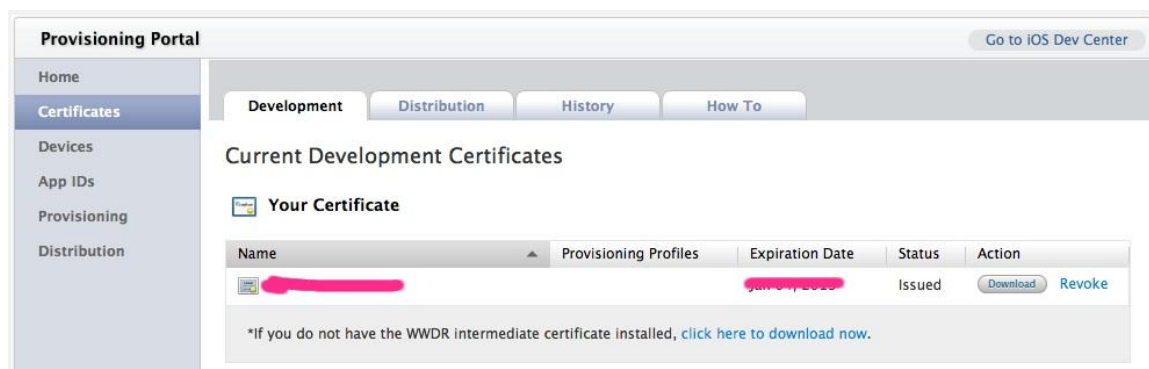 Provisioning Portal
Go to iOS Dev Center
Home
Certificates
Devices
App IDs
Provisioning
Distribution
Development Distribution History How To
Current Development Certificates
Your Certificate
Name Provisioning Profiles Expiration Date Status Action
Issued Download Revoke
*If you do not have the WWDR intermediate certificate installed, click here to download now.